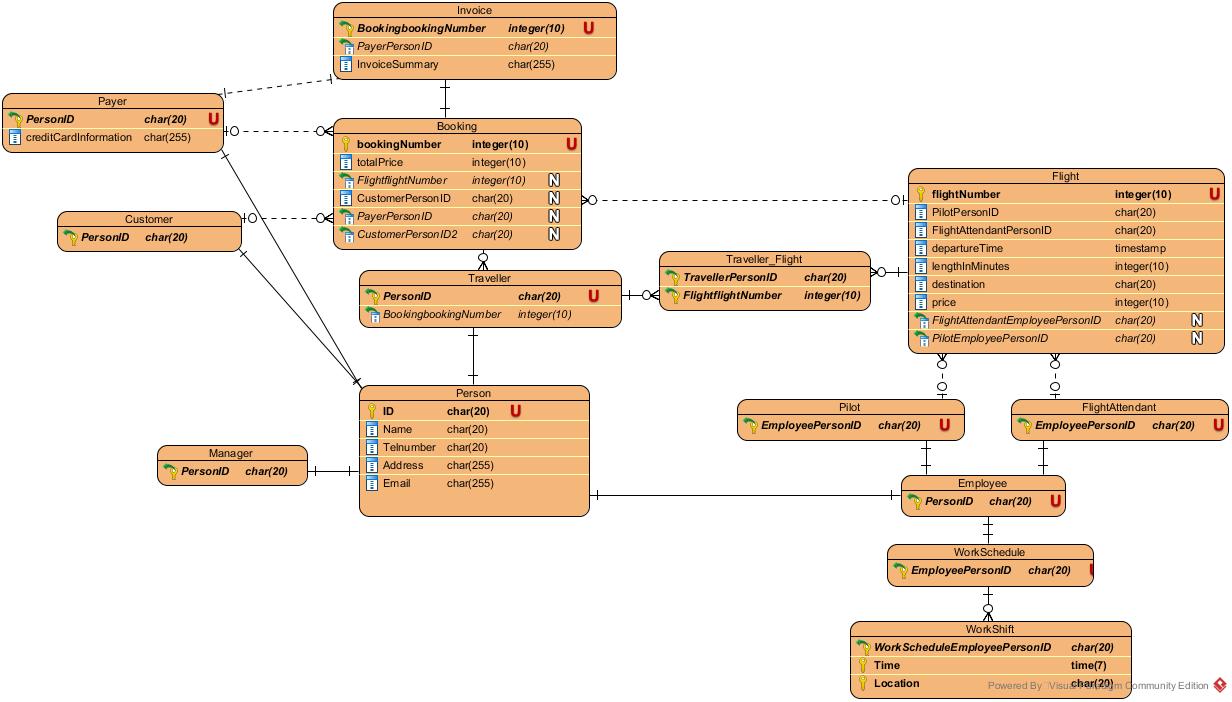 Invoice
BookingbookingNumber integer(10) U
PayerPersonID char(20)
InvoiceSummary char(255)
Payer
PersonID char(20) U
creditCardInformation char(255)
Booking
bookingNumber integer(10) U
totalPrice integer(10)
FlightflightNumber integer(10) N
CustomerPersonID char(20) N
PayerPersonID char(20) N
CustomerPersonID2 char(20) N
Customer
PersonID char(20)
Flight
flightNumber integer(10) U
PilotPersonID char(20)
FlightAttendantPersonID char(20)
departureTime timestamp
lengthInMinutes integer(10)
destination char(20)
price integer(10)
FlightAttendantEmployeePersonID char(20) N
PilotEmployeePersonID char(20) N
Traveller_Flight
TravellerPersonID char(20)
FlightflightNumber integer(10)
Traveller
PersonID char(20) U
BookingbookingNumber integer(10)
Person
ID char(20) U
Name char(20)
Telnumber char(20)
Address char(255)
Email char(255)
Manager
PersonID char(20)
Pilot
EmployeePersonID char(20) U
FlightAttendant
EmployeePersonID char(20) U
Employee
PersonID char(20) U
WorkSchedule
EmployeePersonID char(20)
WorkShift
WorkScheduleEmployeePersonID char(20)
Time time(7)
Location char(20)
Powered By Visual Paradigm Community Edition